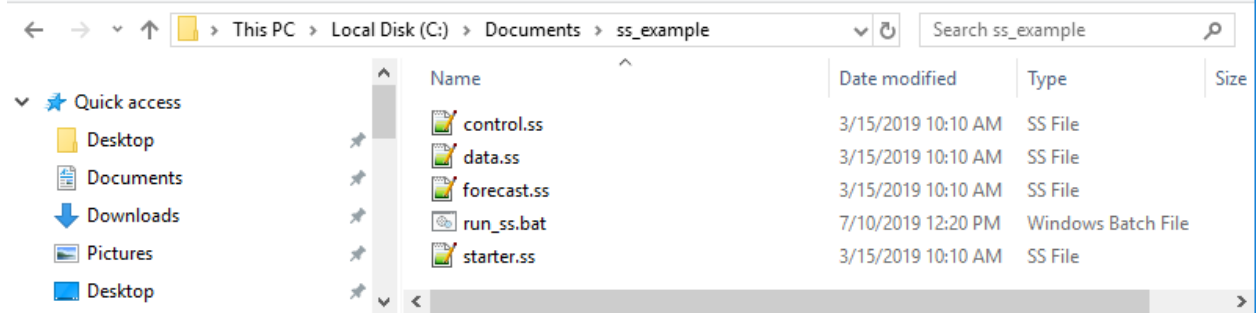 This PC > Local Disk (C:) > Documents > ss_example Search ss_example
Name Date modified Type Size
Quick access
Desktop
Documents
Downloads
Pictures
Desktop
control.ss 3/15/2019 10:10 AM SS File
data.ss 3/15/2019 10:10 AM SS File
forecast.ss 3/15/2019 10:10 AM SS File
run_ss.bat 7/10/2019 12:20 PM Windows Batch File
starter.ss 3/15/2019 10:10 AM SS File